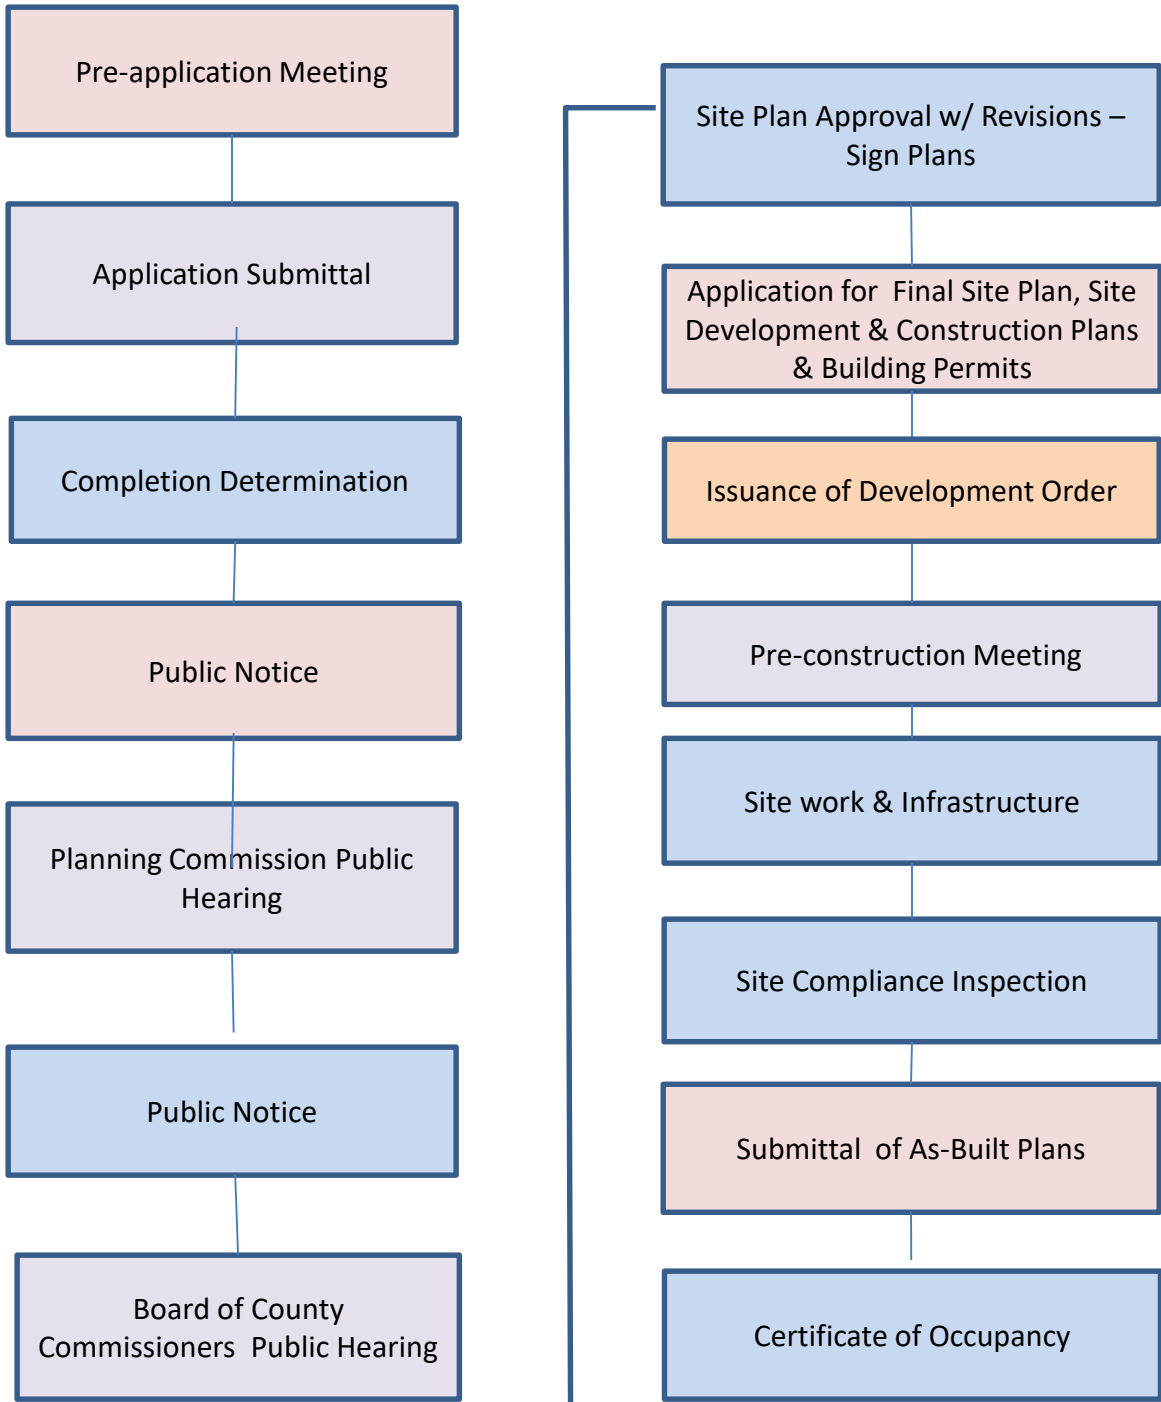 Pre-application Meeting
Application Submittal
Completion Determination
Public Notice
Planning Commission Public
Hearing
Public Notice
Board of County
Commissioners  Public Hearing
Site Plan Approval w/ Revisions –
Sign Plans
Application for  Final Site Plan, Site
Development & Construction Plans
& Building Permits
Issuance of Development Order
Pre-construction Meeting
Site work & Infrastructure
Site Compliance Inspection
Submittal  of As-Built Plans
Certificate of Occupancy